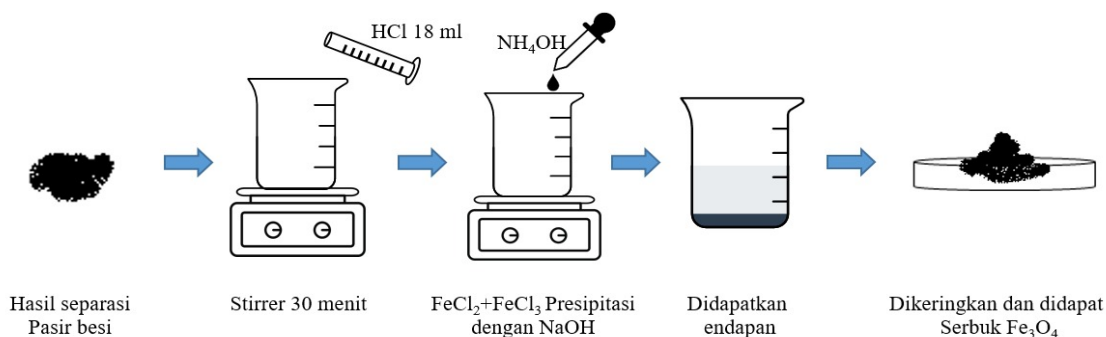 HCl 18 ml
NH₄OH
Hasil separasi
Pasir besi
Stirrer 30 menit
FeCl₂+FeCl₃ Presipitasi
dengan NaOH
Didapatkan
endapan
Dikeringkan dan didapat
Serbuk Fe₃O₄